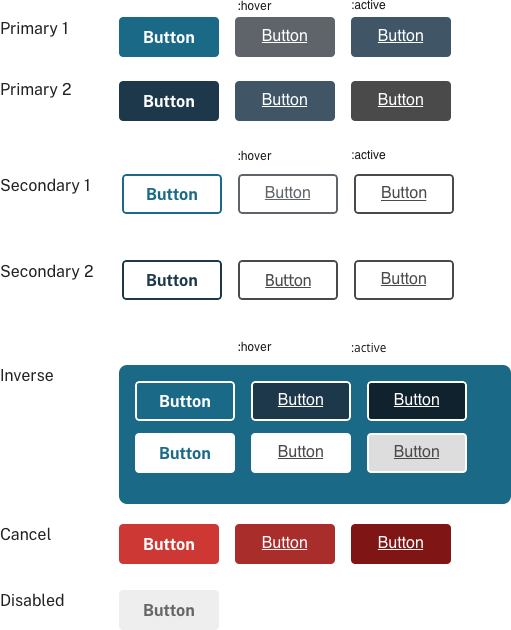 :hover :active
Primary 1 Button Button Button
Primary 2 Button Button Button
:hover :active
Secondary 1 Button Button Button
Secondary 2 Button Button Button
:hover :active
Inverse
Button Button Button
Button Button Button
Cancel Button Button Button
Disabled Button